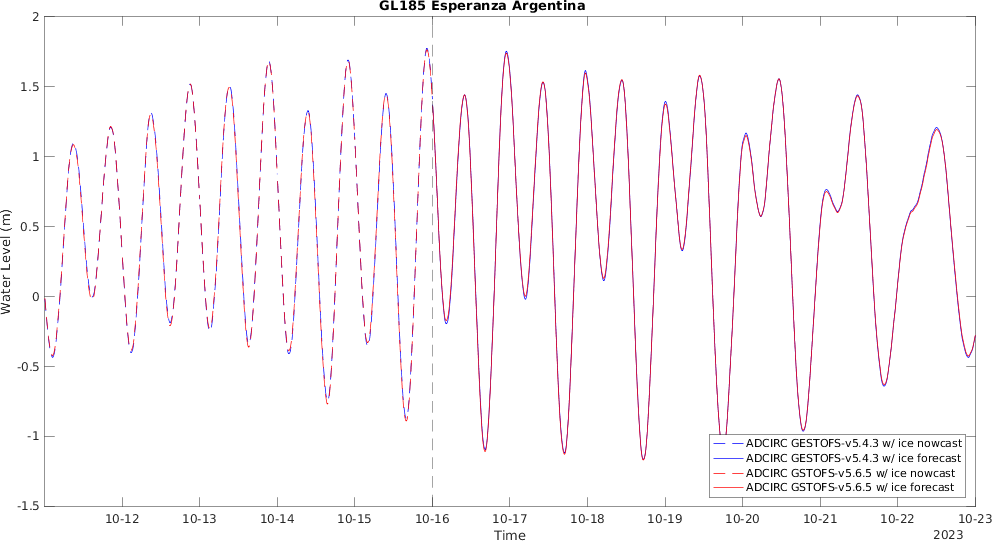 GL185 Esperanza Argentina
Water Level (m)
2
1.5
1
0.5
0
-0.5
-1
-1.5
10-12 10-13 10-14 10-15 10-16 10-17 10-18 10-19 10-20 10-21 10-22 10-23
Time
2023
ADCIRC GESTOFS-v5.4.3 w/ ice nowcast
ADCIRC GESTOFS-v5.4.3 w/ ice forecast
ADCIRC GSTOFS-v5.6.5 w/ ice nowcast
ADCIRC GSTOFS-v5.6.5 w/ ice forecast